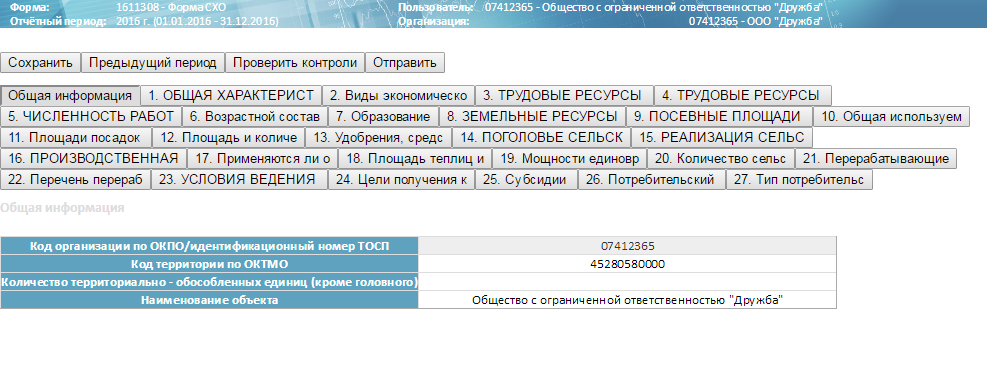 Форма: 1611308 - ФормаСХО Пользователь: 07412365 - Общество с ограниченной ответственностью "Дружба"
Отчётный период: 2016 г. (01.01.2016 - 31.12.2016) Организация: 07412365 - ООО "Дружба"
Сохранить Предыдущий период Проверить контроли Отправить
Общая информация 1. ОБЩАЯ ХАРАКТЕРИСТ 2. Виды экономическо 3. ТРУДОВЫЕ РЕСУРСЫ 4. ТРУДОВЫЕ РЕСУРСЫ
5. ЧИСЛЕННОСТЬ РАБОТ 6. Возрастной состав 7. Образование 8. ЗЕМЕЛЬНЫЕ РЕСУРСЫ 9. ПОСЕВНЫЕ ПЛОЩАДИ 10. Общая используем
11. Площади посадок 12. Площадь и количе 13. Удобрения, средс 14. ПОГОЛОВЬЕ СЕЛЬСК 15. РЕАЛИЗАЦИЯ СЕЛЬС
16. ПРОИЗВОДСТВЕННАЯ 17. Применяются ли о 18. Площадь теплиц и 19. Мощности единовр 20. Количество сельс 21. Перерабатывающие
22. Перечень перераб 23. УСЛОВИЯ ВЕДЕНИЯ 24. Цели получения к 25. Субсидии 26. Потребительский 27. Тип потребительс
Общая информация
Код организации по ОКПО/идентификационный номер ТОСП 07412365
Код территории по ОКТМО 45280580000
Количество территориально - обособленных единиц (кроме головного)
Наименование объекта Общество с ограниченной ответственностью "Дружба"